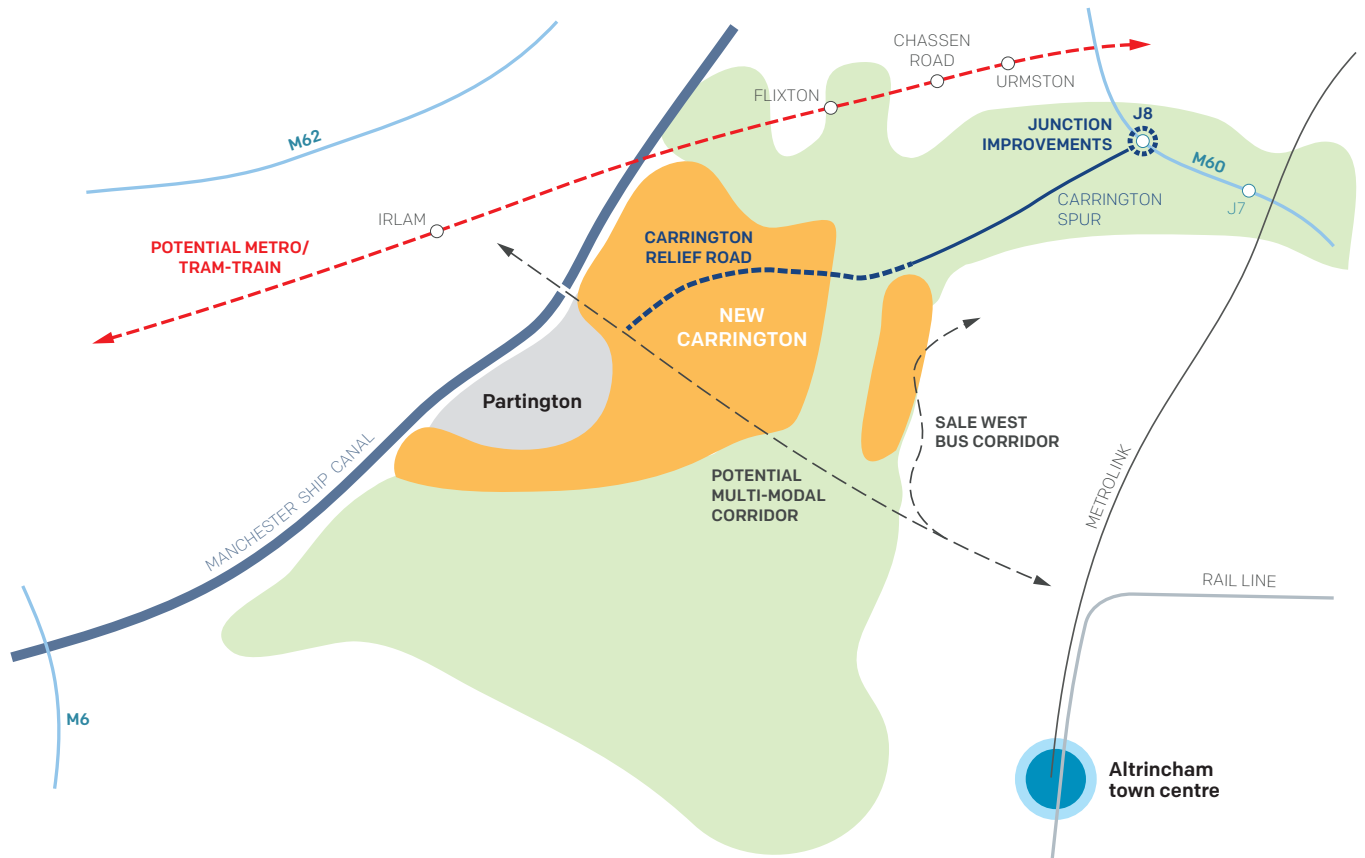 CHASSEN
ROAD
URMSTON
FLIXTON
J8
JUNCTION
IMPROVEMENTS
M62
M60
CARRINGTON
SPUR
J7
IRLAM
POTENTIAL METRO/
TRAM-TRAIN
CARRINGTON
RELIEF ROAD
NEW
CARRINGTON
Partington
SALE WEST
BUS CORRIDOR
POTENTIAL
MULTI-MODAL
CORRIDOR
MANCHESTER SHIP CANAL
METROLINK
RAIL LINE
M6
Altrincham
town centre